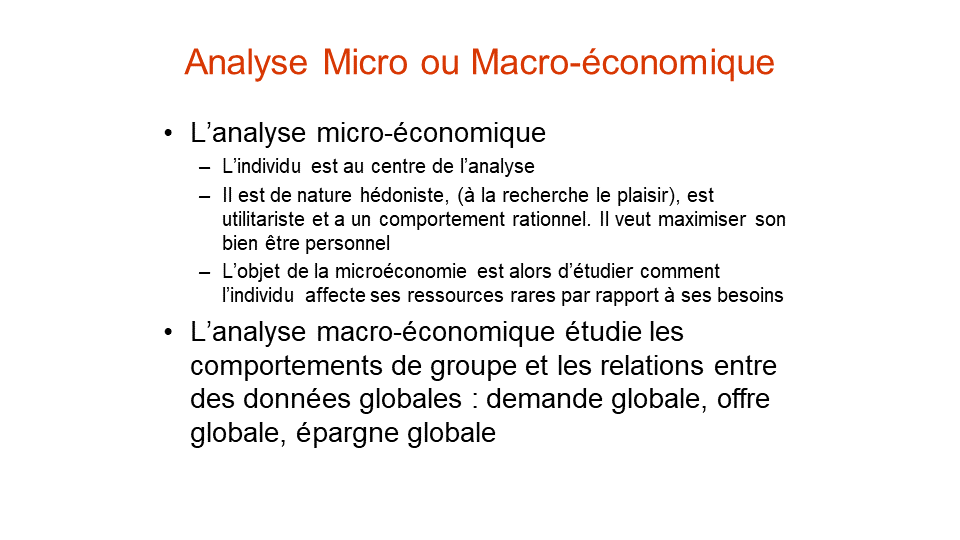 Analyse Micro ou Macro-économique
• L’analyse micro-économique
– L’individu est au centre de l’analyse
– Il est de nature hédoniste, (à la recherche le plaisir), est
utilitariste et a un comportement rationnel. Il veut maximiser son
bien être personnel
– L’objet de la microéconomie est alors d’étudier comment
l’individu affecte ses ressources rares par rapport à ses besoins
• L’analyse macro-économique étudie les
comportements de groupe et les relations entre
des données globales : demande globale, offre
globale, épargne globale